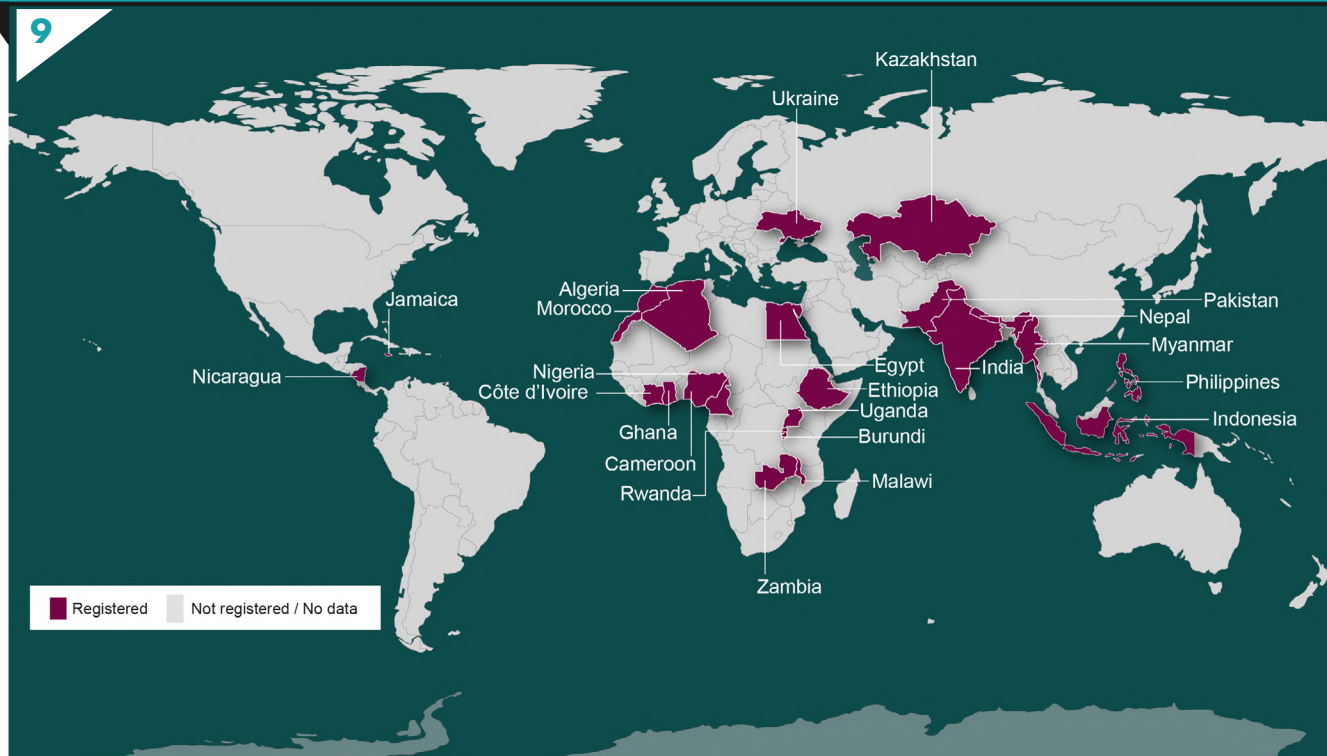 9
Kazakhstan
Ukraine
Algeria
Morocco
Jamaica
Pakistan
Nepal
Myanmar
Nicaragua
Nigeria
Côte d’Ivoire
Egypt
India
Ethiopia
Philippines
Uganda
Indonesia
Ghana
Burundi
Cameroon
Rwanda
Malawi
Zambia
Registered
Not registered / No data